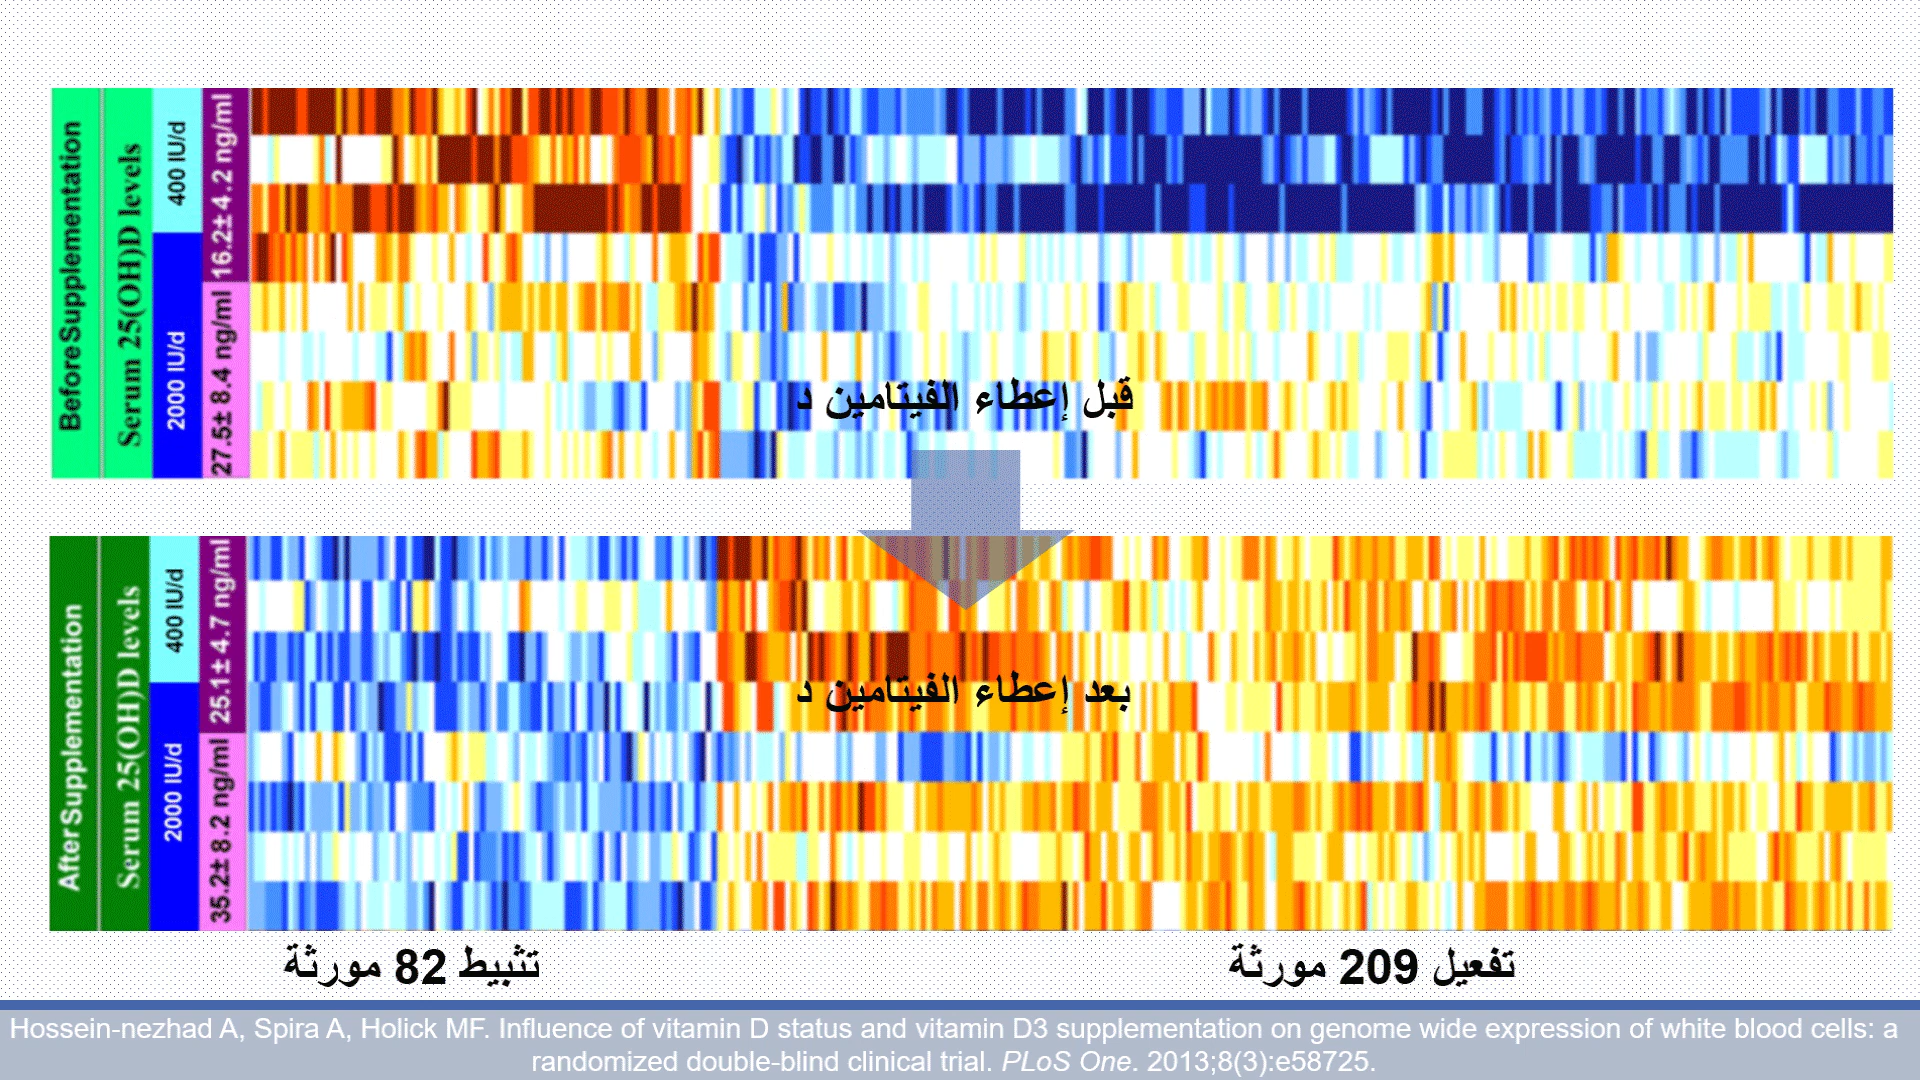 Before Supplementation
Serum 25(OH)D levels
400 IU/d
2000 IU/d
16.2± 4.2 ng/ml
27.5± 8.4 ng/ml
قبل إعطاء الفيتامين د
After Supplementation
Serum 25(OH)D levels
400 IU/d
2000 IU/d
25.1± 4.7 ng/ml
35.2± 8.2 ng/ml
بعد إعطاء الفيتامين د
تفعيل 209 مورثة
تثبيط 82 مورثة
Hossein-nezhad A, Spira A, Holick MF. Influence of vitamin D status and vitamin D3 supplementation on genome wide expression of white blood cells: a
randomized double-blind clinical trial. PLoS One. 2013;8(3):e58725.